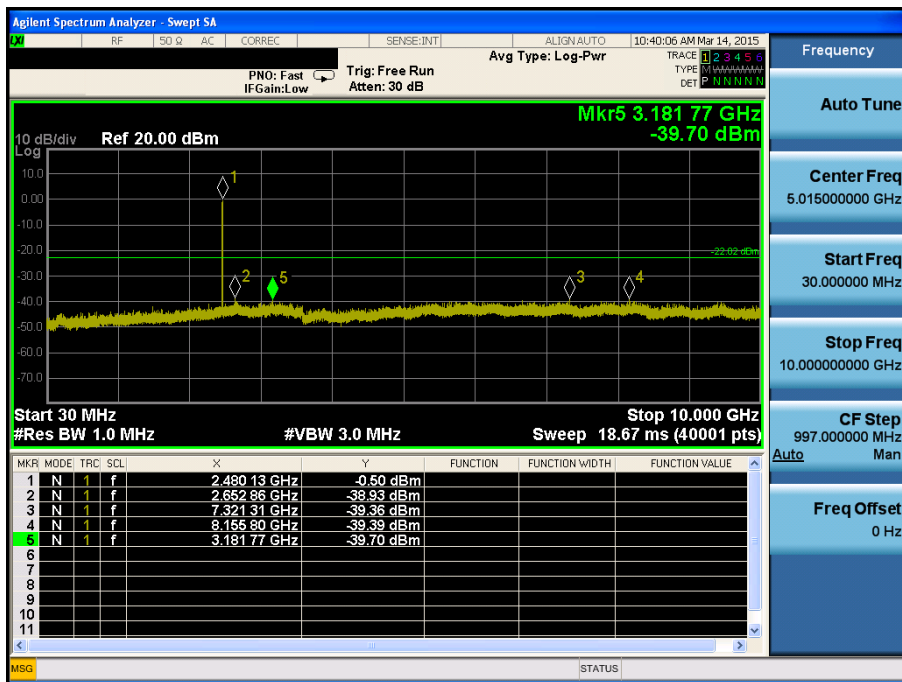 Agilent Spectrum Analyzer - Swept SA
LXI RF 50 Ω AC CORREC SENSE:INT ALIGNAUTO 10:40:06 AM Mar 14, 2015
PNO: Fast Trig: Free Run Avg Type: Log-Pwr TRACE 1 2 3 4 5 6
IFGain:Low Atten: 30 dB TYPE M WWWWW
DET P N N N N N
Mkr5 3.181 77 GHz
-39.70 dBm
10 dB/div Ref 20.00 dBm
Log
10.0
0.00
-10.0
-20.0
-30.0
-40.0
-50.0
-60.0
-70.0
1
2
5
3
4
-22.02 dBm
Start 30 MHz Stop 10.000 GHz
#Res BW 1.0 MHz #VBW 3.0 MHz Sweep 18.67 ms (40001 pts)
MKR MODE TRC SCL X Y FUNCTION FUNCTION WIDTH FUNCTION VALUE
1 N 1 f 2.480 13 GHz -0.50 dBm
2 N 1 f 2.652 86 GHz -38.93 dBm
3 N 1 f 7.321 31 GHz -39.36 dBm
4 N 1 f 8.155 80 GHz -39.39 dBm
5 N 1 f 3.181 77 GHz -39.70 dBm
6
7
8
9
10
11
MSG STATUS
Frequency
Auto Tune
Center Freq
5.015000000 GHz
Start Freq
30.000000 MHz
Stop Freq
10.000000000 GHz
CF Step
997.000000 MHz
Auto Man
Freq Offset
0 Hz